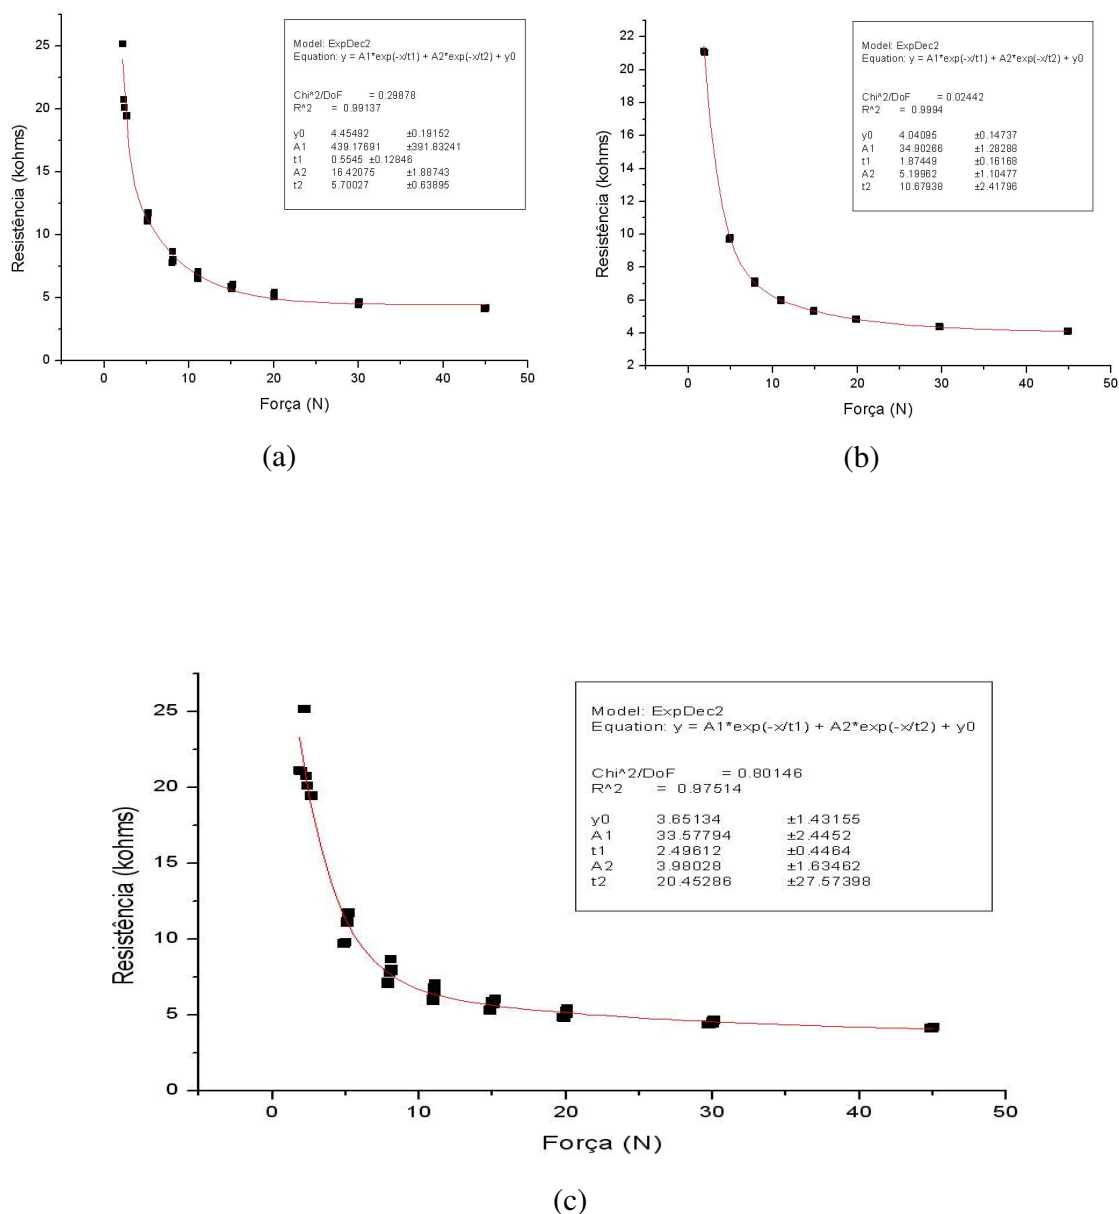 Model: ExpDec2
Equation: y = A1*exp(-x/t1) + A2*exp(-x/t2) + y0
Chi^2/DoF = 0.29878
R^2 = 0.99137
y0 4.45492 ±0.19152
A1 439.17691 ±391.83241
t1 0.5545 ±0.12846
A2 16.42075 ±1.88743
t2 5.70027 ±0.63895
25
20
15
10
5
0
Resistência (kohms)
0 10 20 30 40 50
Força (N)
(a)
Model: ExpDec2
Equation: y = A1*exp(-x/t1) + A2*exp(-x/t2) + y0
Chi^2/DoF = 0.02442
R^2 = 0.9994
y0 4.04095 ±0.14737
A1 34.90266 ±1.28288
t1 1.87449 ±0.16168
A2 5.19962 ±1.10477
t2 10.67938 ±2.41796
22
20
18
16
14
12
10
8
6
4
2
Resistência (kohms)
0 10 20 30 40 50
Força (N)
(b)
Model: ExpDec2
Equation: y = A1*exp(-x/t1) + A2*exp(-x/t2) + y0
Chi^2/DoF = 0.80146
R^2 = 0.97514
y0 3.65134 ±1.43155
A1 33.57794 ±2.4452
t1 2.49612 ±0.4464
A2 3.98028 ±1.63462
t2 20.45286 ±27.57398
25
20
15
10
5
0
Resistência (kohms)
0 10 20 30 40 50
Força (N)
(c)